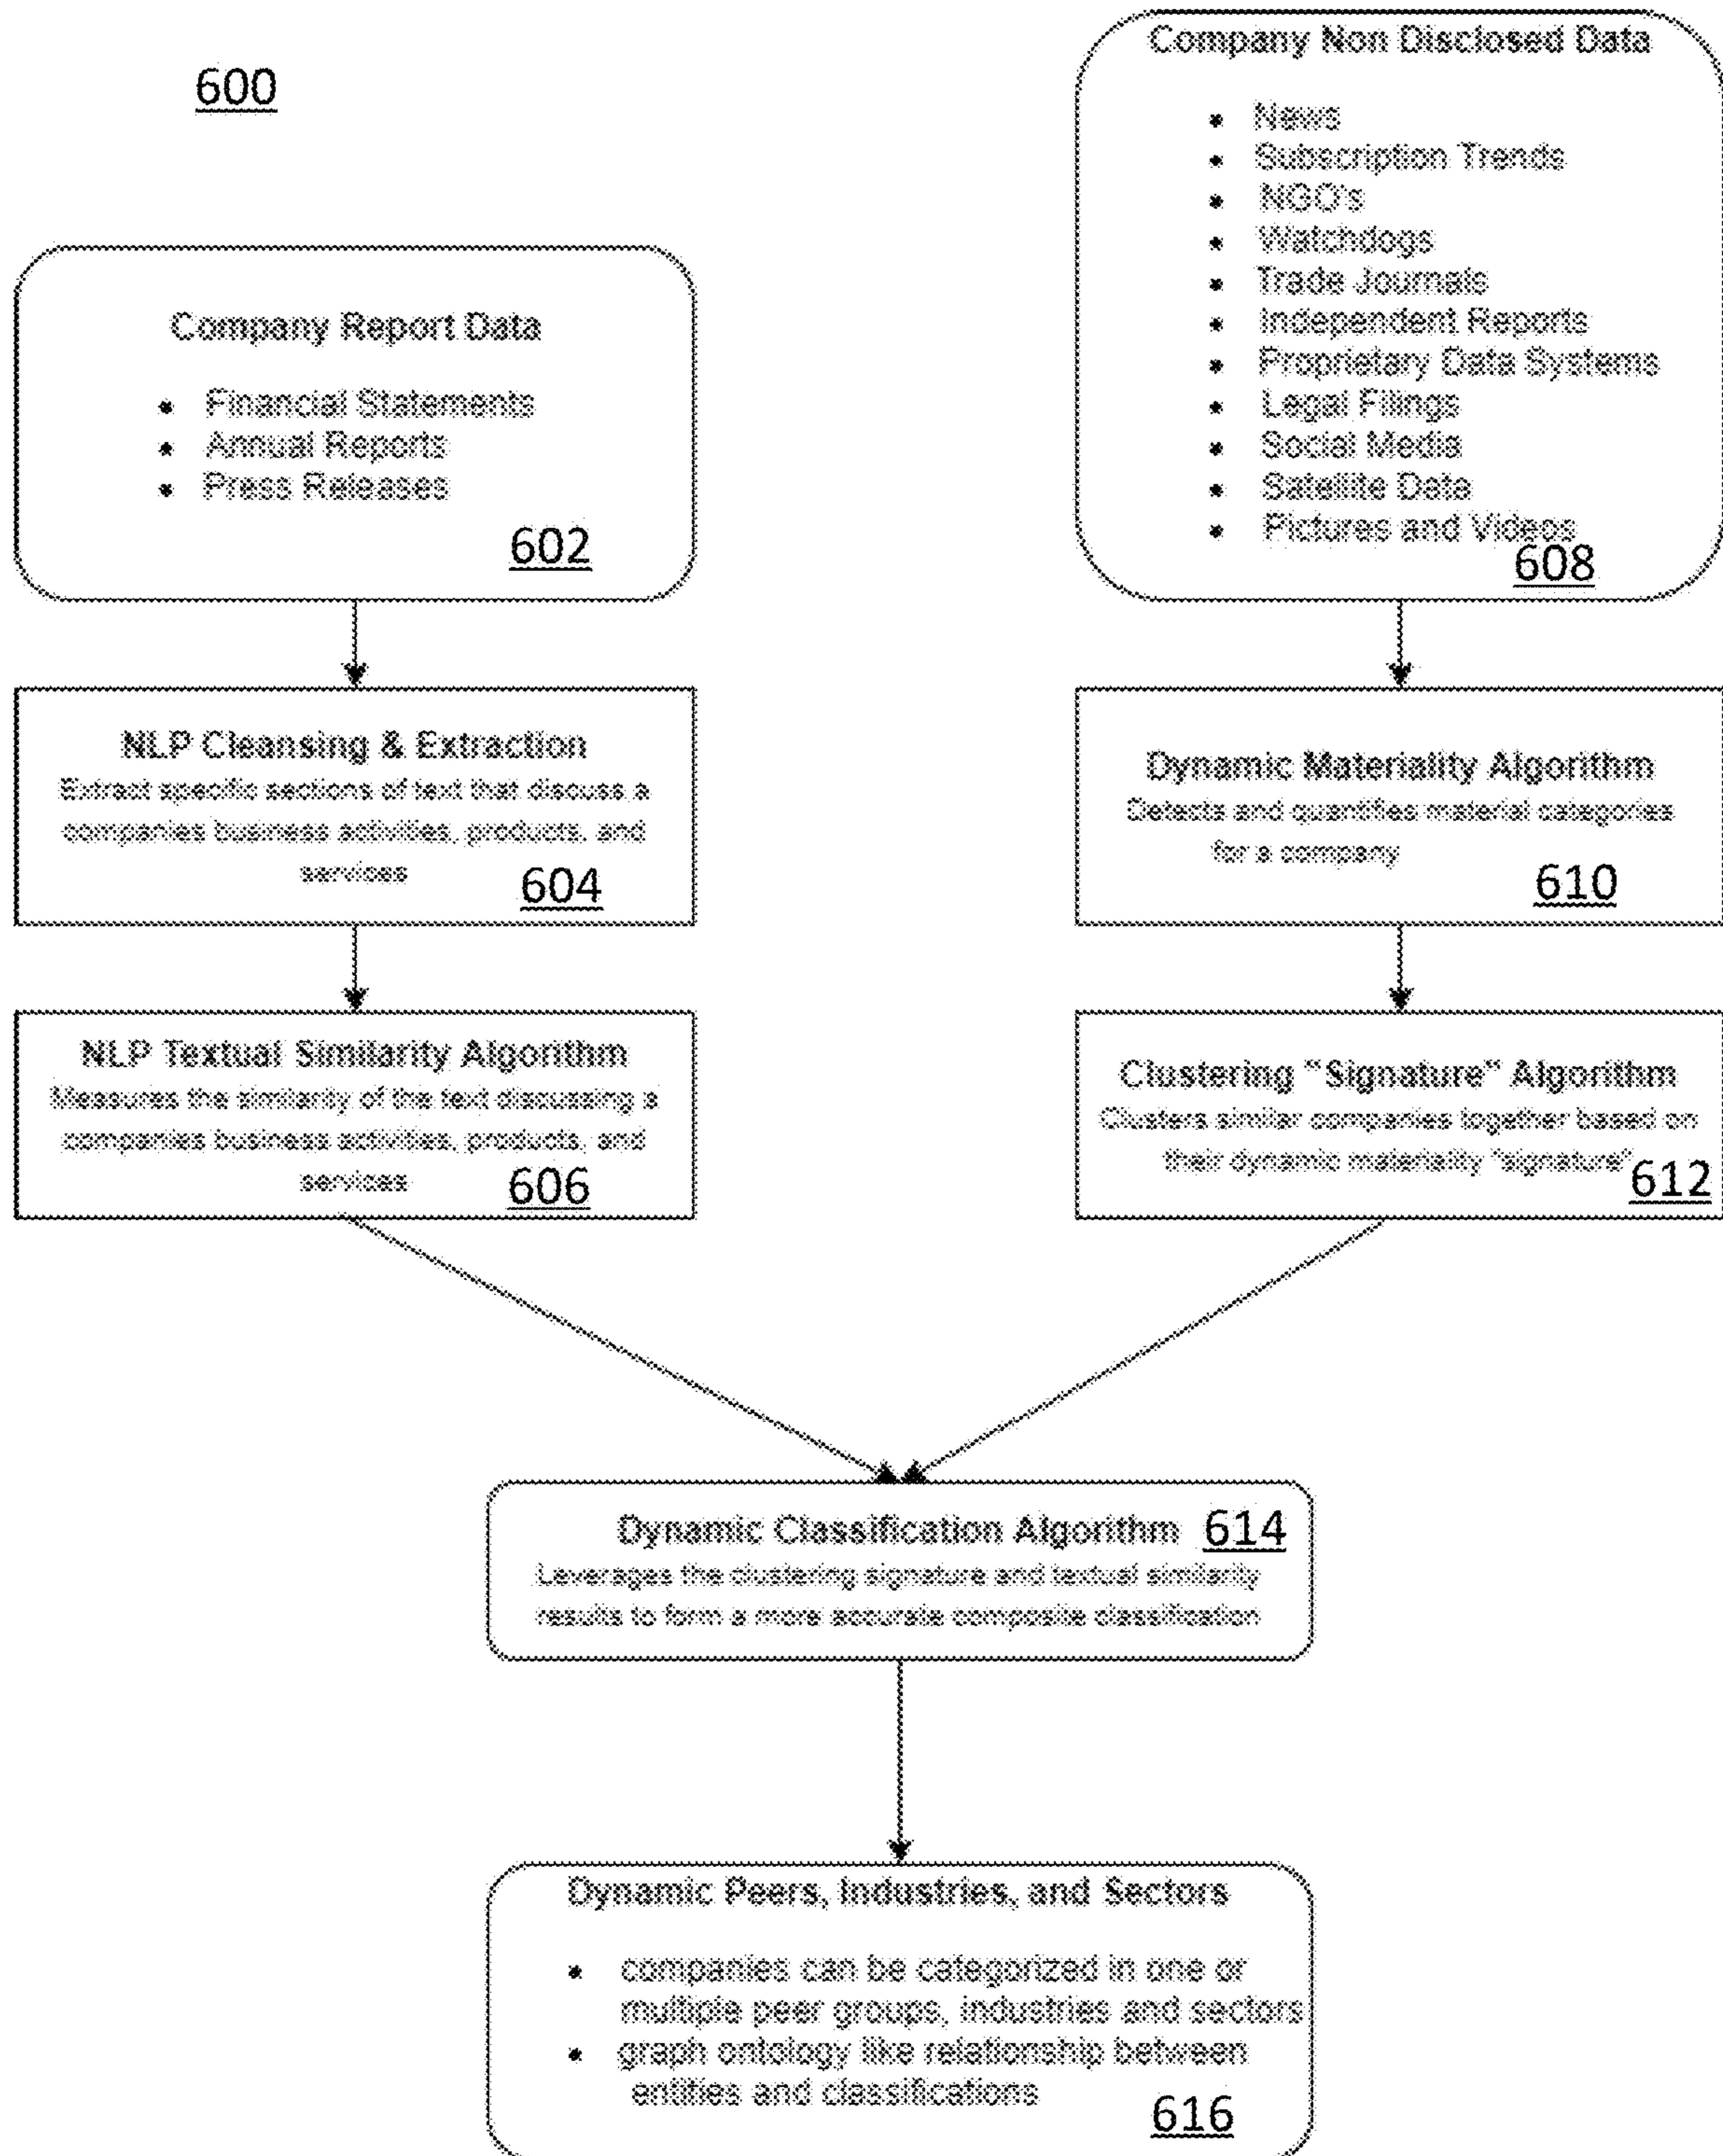 600
Company Report Data
• Financial Statements
• Annual Reports
• Press Releases
602
NLP Cleansing & Extraction
Extract specific sections of text that discuss a
companies business activities, products, and
services
604
NLP Textual Similarity Algorithm
Measures the similarity of the text discussing a
companies business activities, products, and
services
606
Company Non Disclosed Data
• News
• Subscription Trends
• NGO's
• Watchdogs
• Trade Journals
• Independent Reports
• Proprietary Data Systems
• Legal Filings
• Social Media
• Satellite Data
• Pictures and Videos
608
Dynamic Materiality Algorithm
Detects and quantifies material categories
for a company
610
Clustering "Signature" Algorithm
Clusters similar companies together based on
their dynamic materiality "signature"
612
Dynamic Classification Algorithm 614
Leverages the clustering signature and textual similarity
results to form a more accurate composite classification
Dynamic Peers, Industries, and Sectors
• companies can be categorized in one or
multiple peer groups, industries and sectors
• graph ontology like relationship between
entities and classifications
616